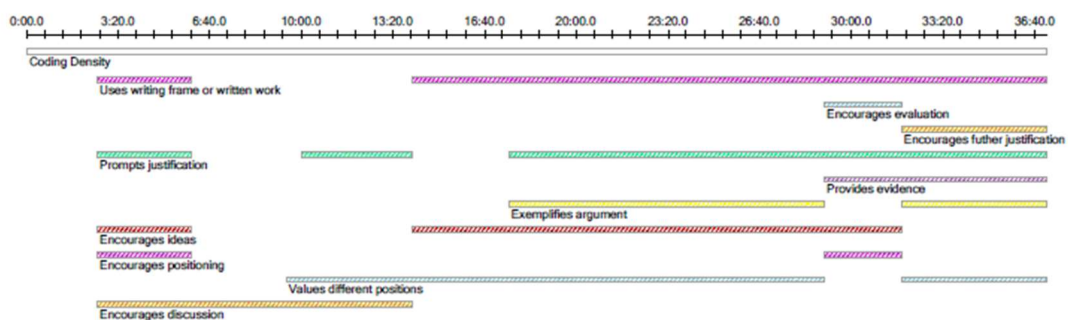 0:00.0 3:20.0 6:40.0 10:00.0 13:20.0 16:40.0 20:00.0 23:20.0 26:40.0 30:00.0 33:20.0 36:40.0
Coding Density
Uses writing frame or written work
Encourages evaluation
Encourages futher justification
Prompts justification
Provides evidence
Exemplifies argument
Encourages ideas
Encourages positioning
Values different positions
Encourages discussion